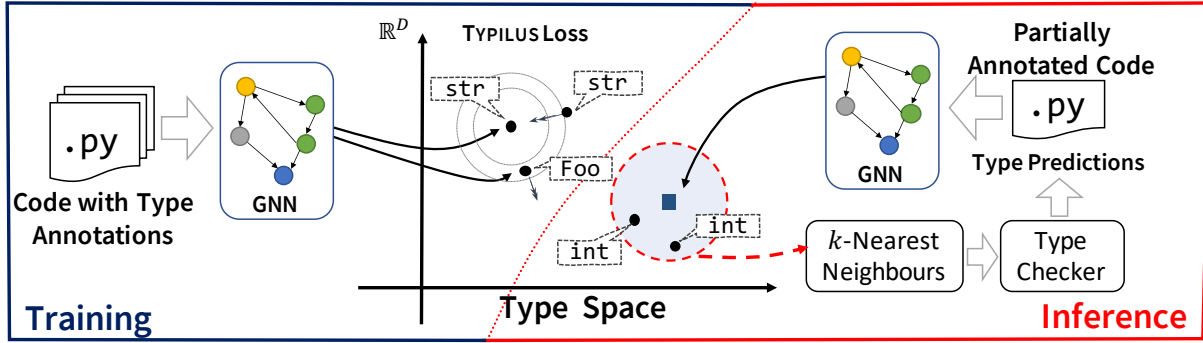 ℝᴰ
TYPILUS LOSS
str
str
Foo
.py
GNN
Code with Type
Annotations
Training
Type Space
int
int
Partially
Annotated Code
.py
GNN
Type Predictions
k-Nearest
Neighbours
Type
Checker
Inference